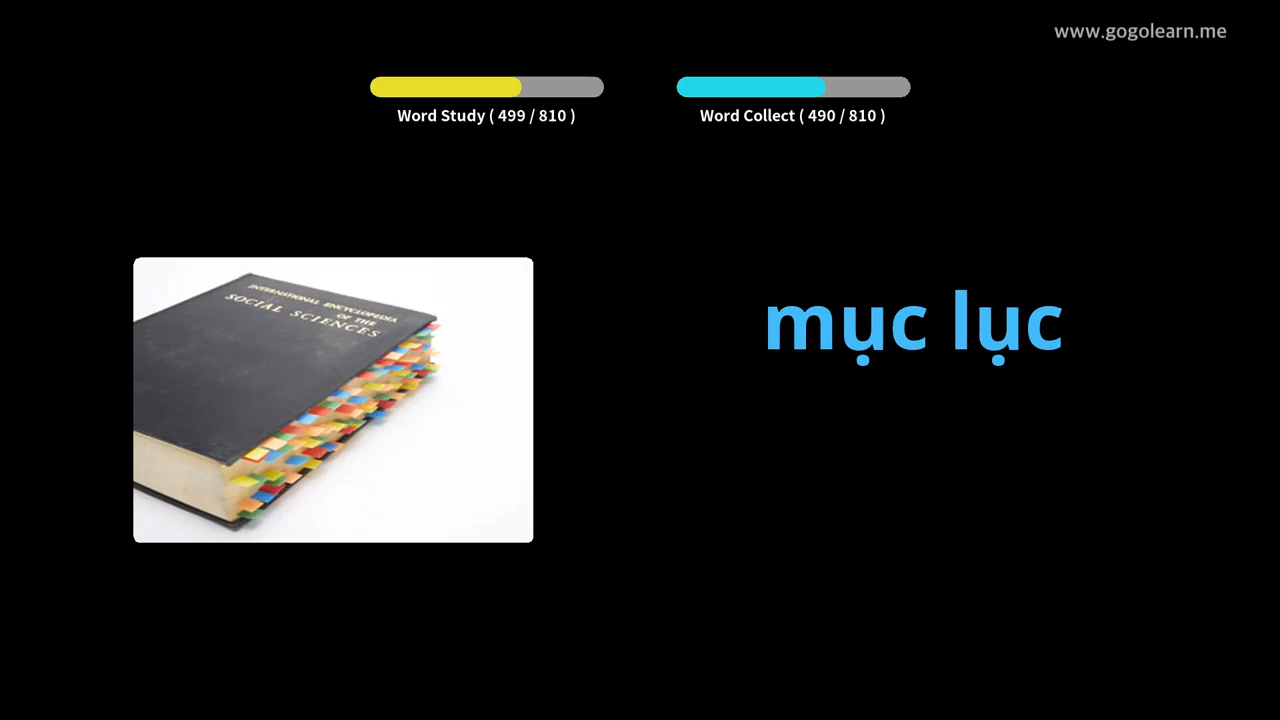 www.gogolearn.me
Word Study ( 499 / 810 )
Word Collect ( 490 / 810 )
INTERNATIONAL ENCYCLOPEDIA
OF THE
SOCIAL SCIENCES
mục lục